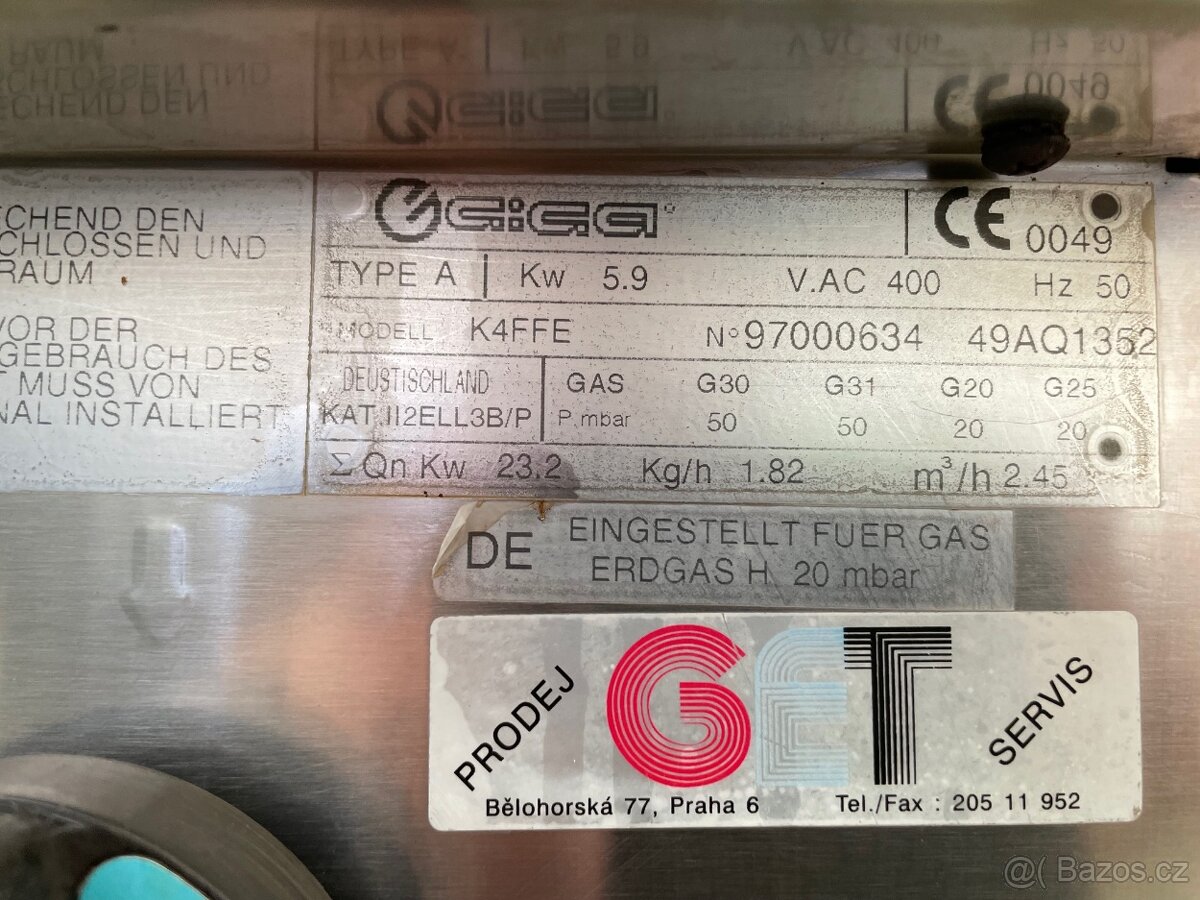 ECHEND DEN
CHLOSSEN UND
RAUM
VOR DER
GEBRAUCH DES
MUSS VON
NAL INSTALLIERT
GiGa
CE 0049
TYPE A Kw 5.9 V.AC 400 Hz 50
MODELL K4FFE N° 97000634 49AQ1352
DEUSTISCHLAND GAS G30 G31 G20 G25
KAT.II2ELL3B/P P.mbar 50 50 20 20
ΣQn Kw 23.2 Kg/h 1.82 m³/h 2.45
DE EINGESTELLT FUER GAS
ERDGAS H 20 mbar
PRODEJ GET SERVIS
Bělohorská 77, Praha 6 Tel./Fax : 205 11 952
Bazos.cz